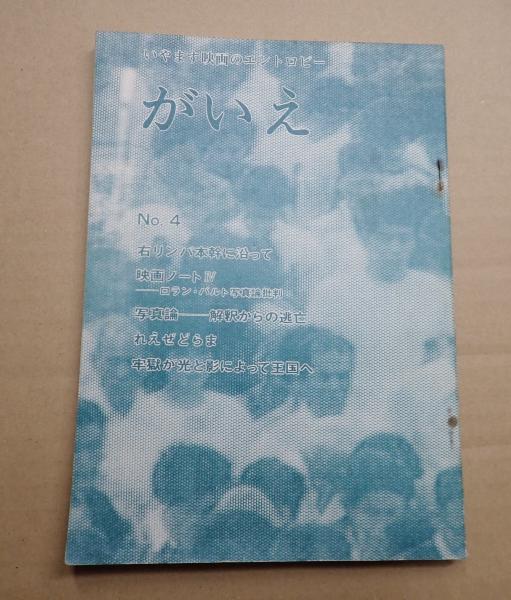 いやます映画のエントロピー
がいえ
No. 4
右リンパ本幹に沿って
映画ノートⅣ
──ロラン・バルト写真論批判
写真論──解釈からの逃亡
れえぜどらま
牢獄が光と影によって王国へ